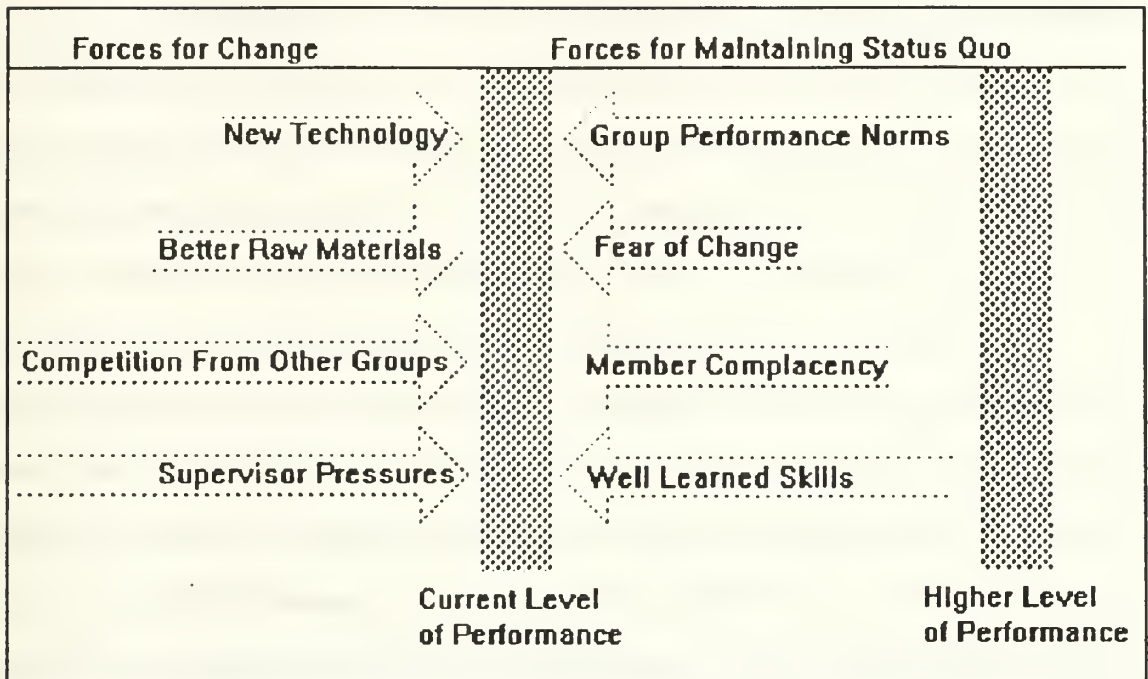 Forces for Change
Forces for Maintaining Status Quo
New Technology
Group Performance Norms
Better Raw Materials
Fear of Change
Competition From Other Groups
Member Complacency
Supervisor Pressures
Well Learned Skills
Current Level
of Performance
Higher Level
of Performance